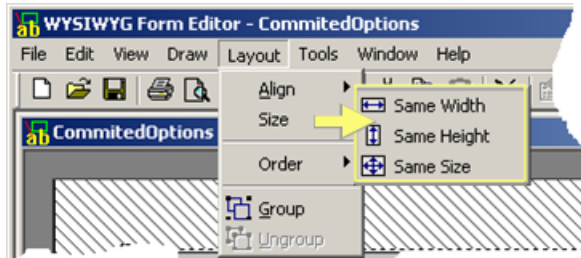 WYSIWYG Form Editor - CommitedOptions
File Edit View Draw Layout Tools Window Help
CommitedOptions
Align
Size
Order
Group
Ungroup
Same Width
Same Height
Same Size